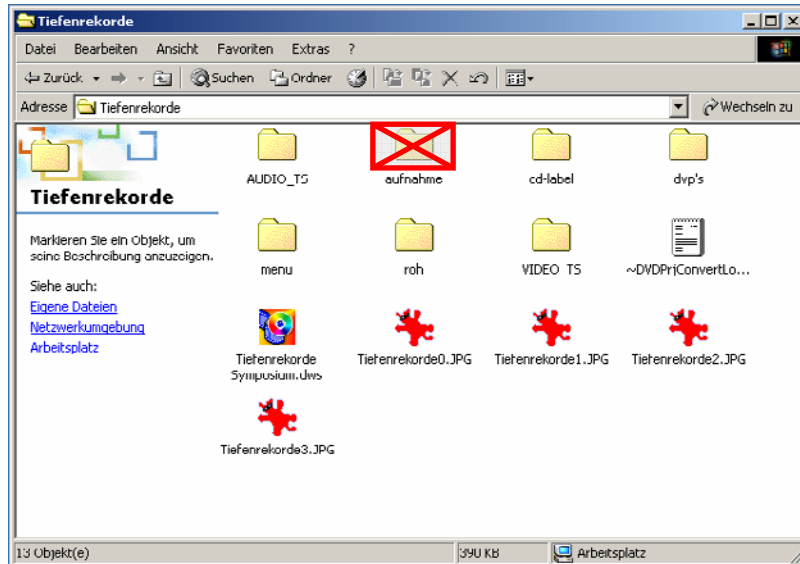 Tiefenrekorde
Datei Bearbeiten Ansicht Favoriten Extras ?
Zurück Suchen Ordner
Adresse Tiefenrekorde Wechseln zu
Tiefenrekorde
Markieren Sie ein Objekt, um
seine Beschreibung anzuzeigen.
Siehe auch:
Eigene Dateien
Netzwerkumgebung
Arbeitsplatz
AUDIO_TS aufnahme cd-label dvp's
menu roh VIDEO_TS ~DVDPrjConvertLo...
Tiefenrekorde Tiefenrekorde0.JPG Tiefenrekorde1.JPG Tiefenrekorde2.JPG
Symposium.dws
Tiefenrekorde3.JPG
13 Objekt(e) 390 KB Arbeitsplatz